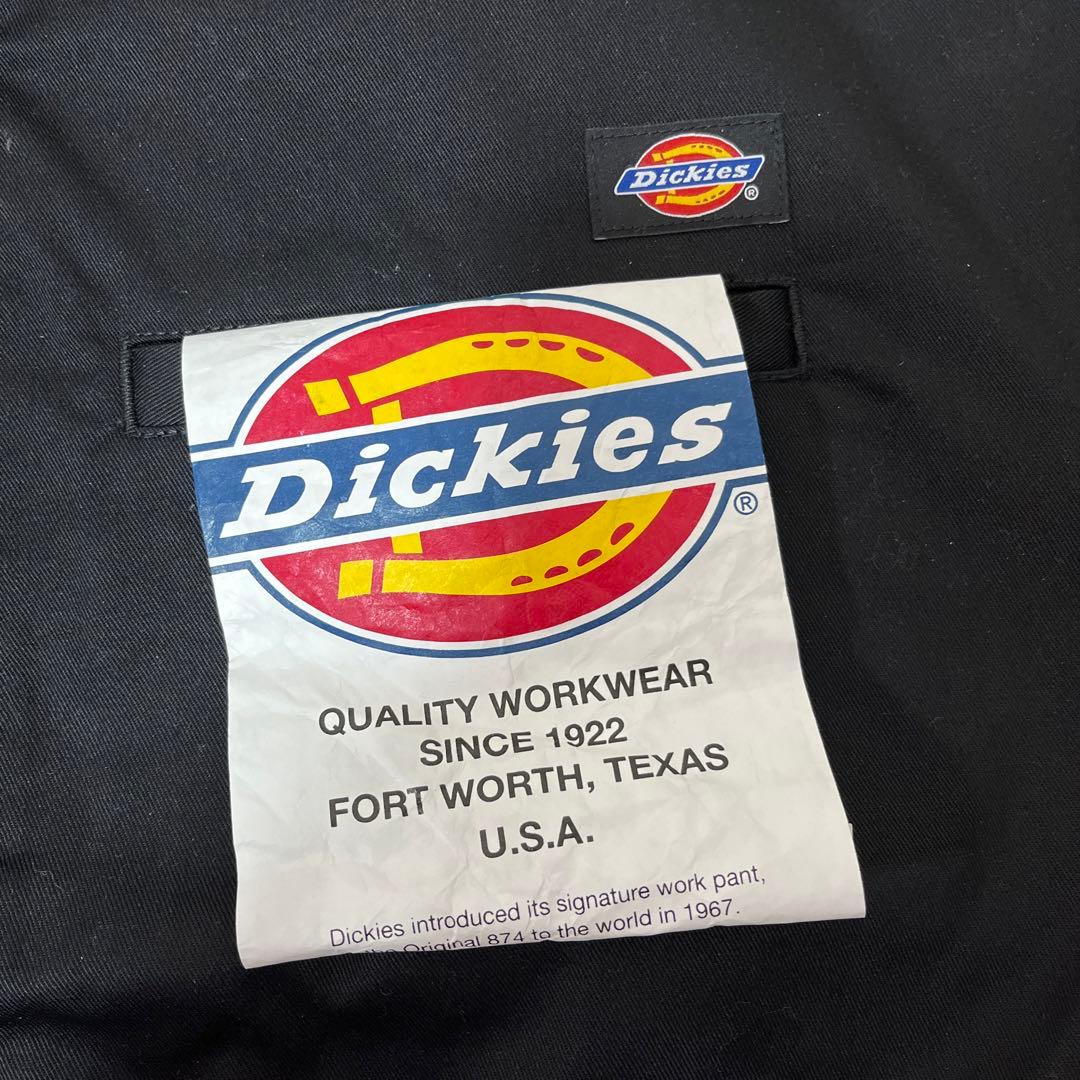 Dickies ®
Dickies ®
QUALITY WORKWEAR
SINCE 1922
FORT WORTH, TEXAS
U.S.A.
Dickies introduced its signature work pant,
the Original 874 to the world in 1967.